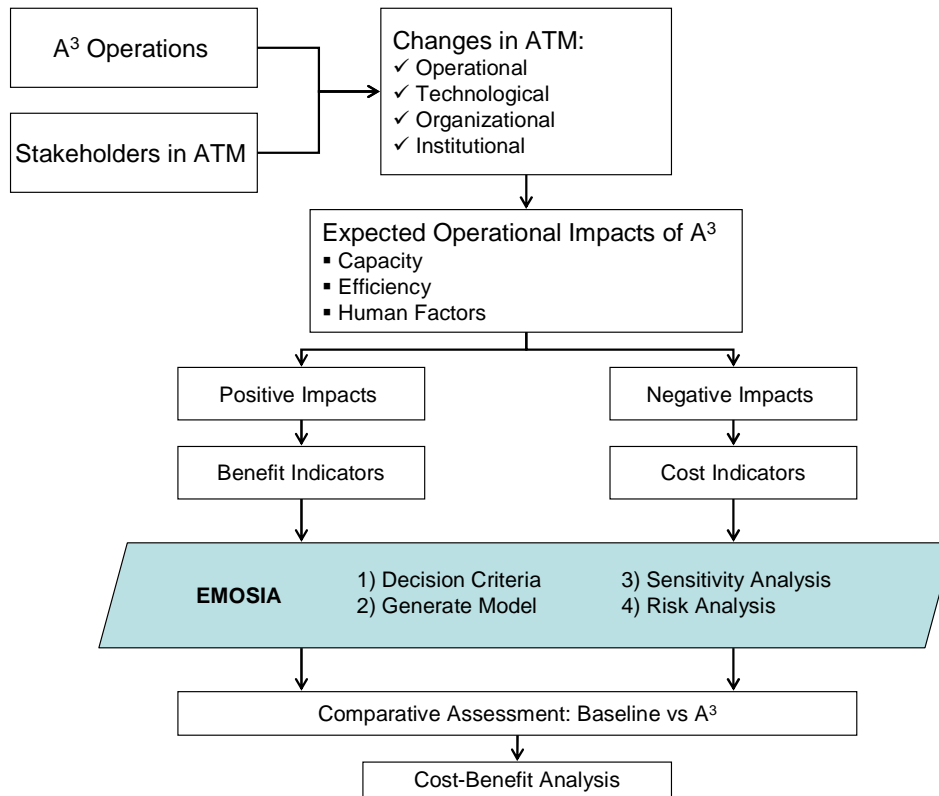 A³ Operations
Stakeholders in ATM
Changes in ATM:
✓ Operational
✓ Technological
✓ Organizational
✓ Institutional
Expected Operational Impacts of A³
▪ Capacity
▪ Efficiency
▪ Human Factors
Positive Impacts
Negative Impacts
Benefit Indicators
Cost Indicators
EMOSIA
1) Decision Criteria
2) Generate Model
3) Sensitivity Analysis
4) Risk Analysis
Comparative Assessment: Baseline vs A³
Cost-Benefit Analysis